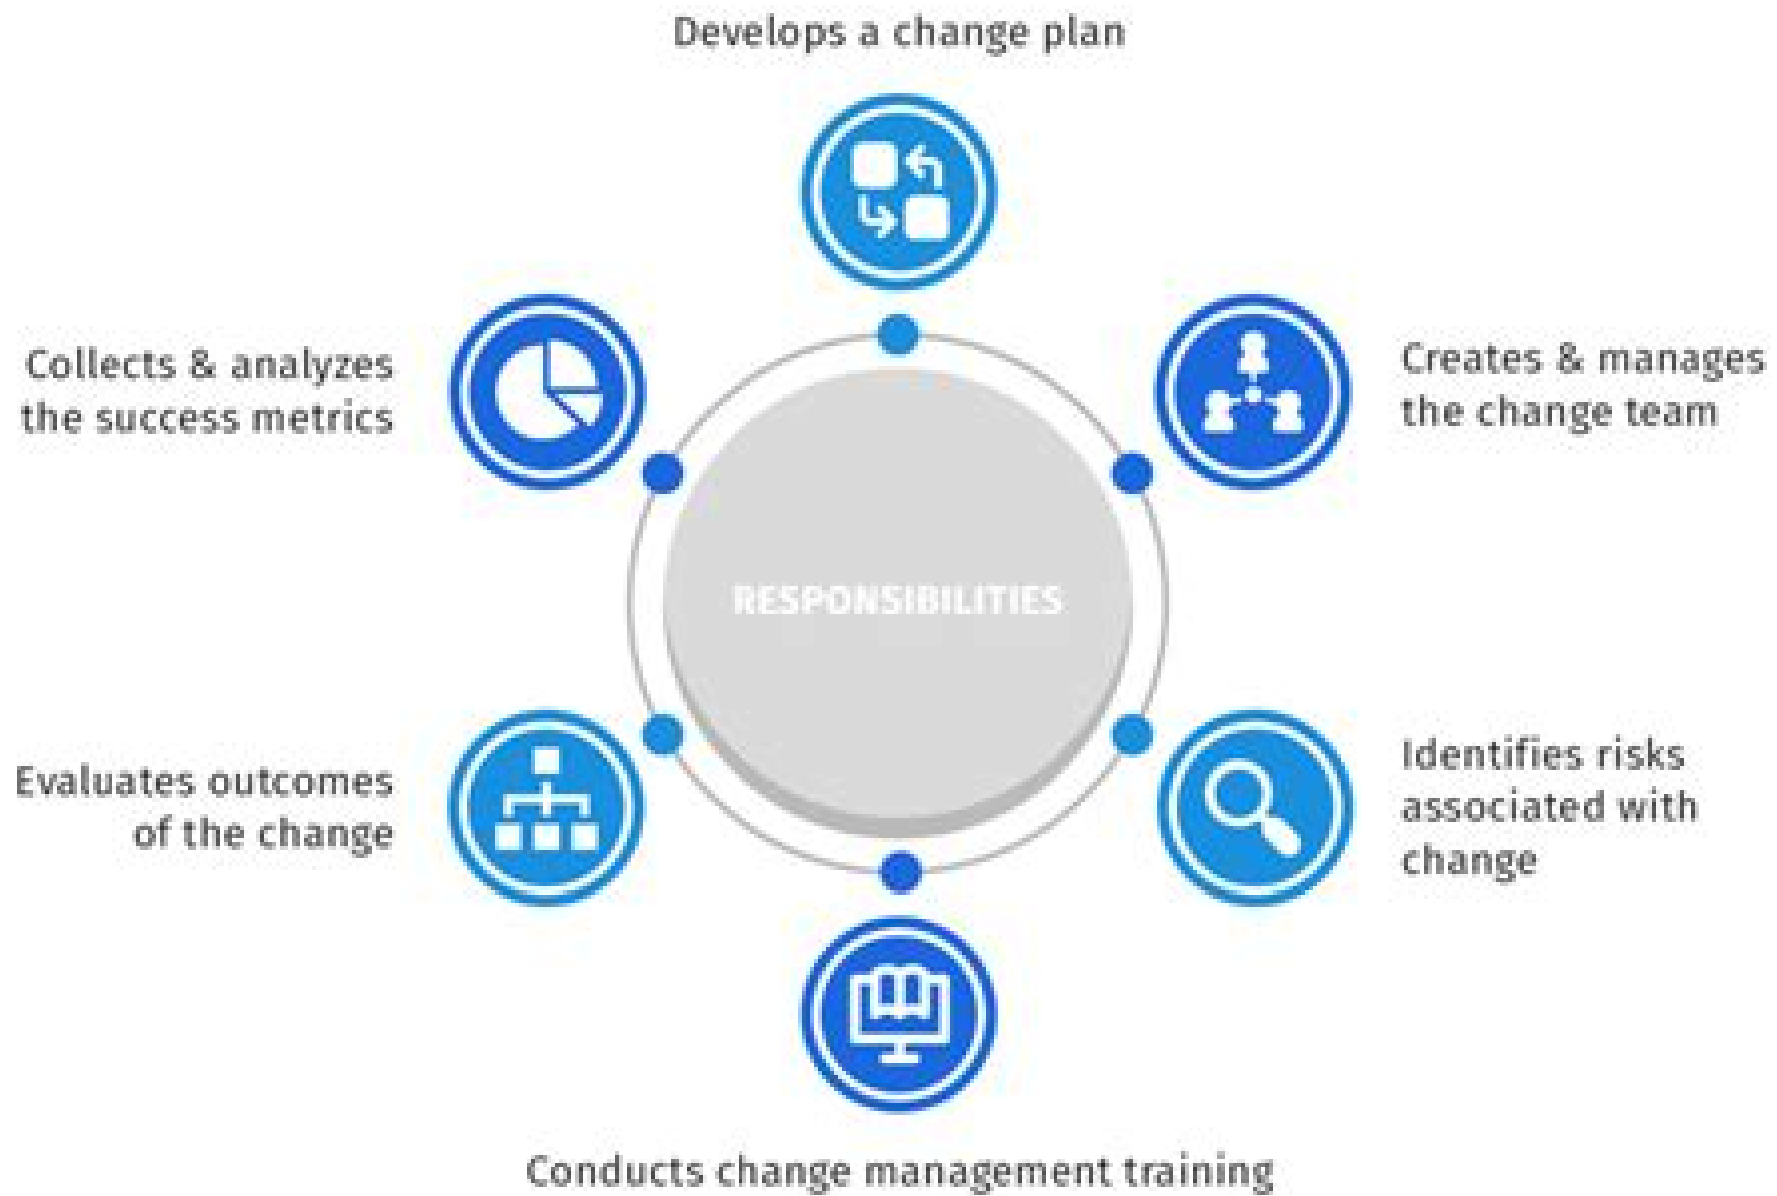 Develops a change plan
Creates & manages
the change team
Identifies risks
associated with
change
Conducts change management training
Evaluates outcomes
of the change
Collects & analyzes
the success metrics
RESPONSIBILITIES